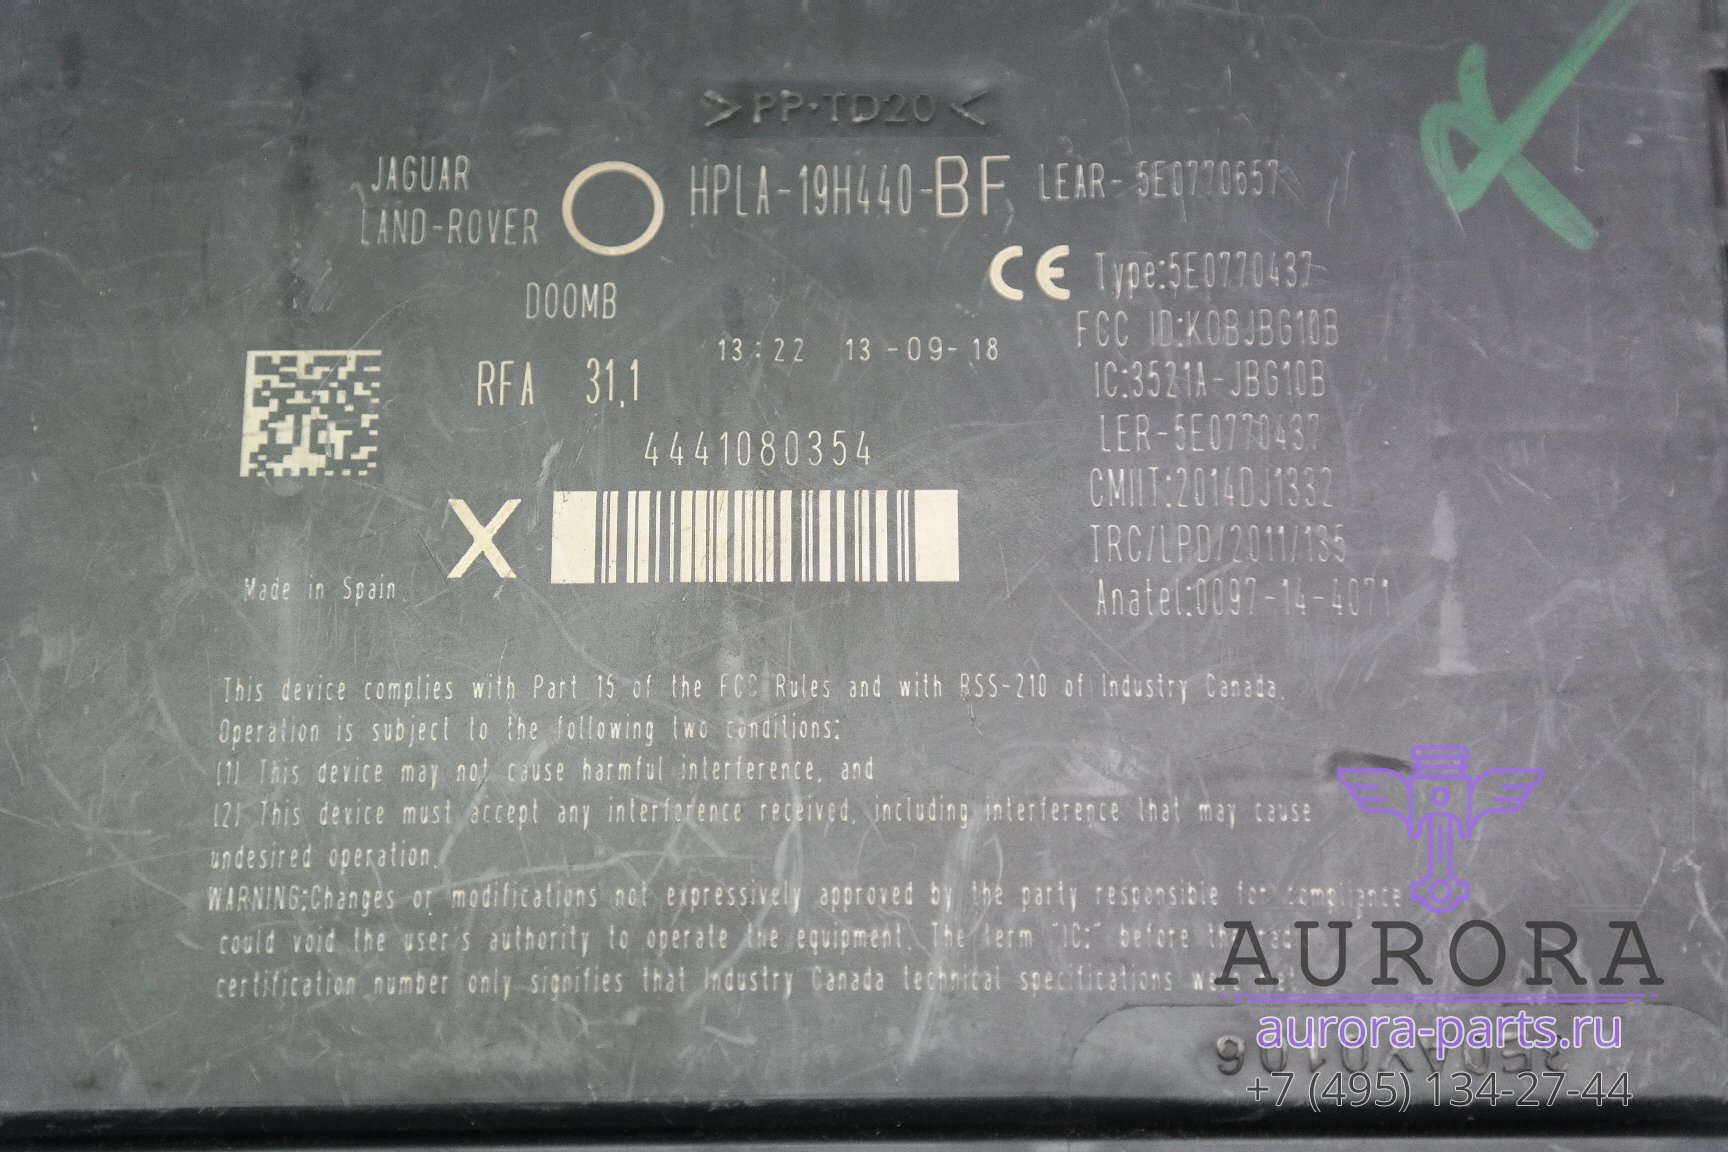 >PP-TD20<
JAGUAR
LAND-ROVER
HPLA-19H440-BF
LEAR- 5E0770657
D00MB
CE Type:5E0770437
FCC ID:KOBJBG10B
13:22 13-09-18
RFA 31,1
IC:3521A-JBG10B
LER-5E0770437
4441080354
CMIIT:2014DJ1332
X
TRC/LPD/2011/135
Made in Spain
Anatel:0097-14-4071
This device complies with Part 15 of the FCC Rules and with RSS-210 of Industry Canada.
Operation is subject to the following two conditions:
(1) This device may not cause harmful interference, and
(2) This device must accept any interference received, including interference that may cause
undesired operation.
WARNING:Changes or modifications not expressively approved by the party responsible for compliance
could void the user's authority to operate the equipment. The term "IC:" before the radio
certification number only signifies that Industry Canada technical specifications were met
AURORA
aurora-parts.ru
+7 (495) 134-27-44